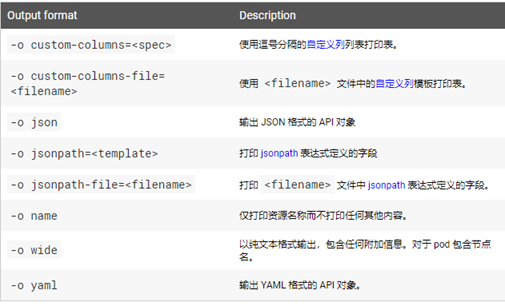 Output format Description
-o custom-columns=<spec> 使用逗号分隔的自定义列列表打印表。
-o custom-columns-file=
<filename> 使用 <filename> 文件中的自定义列模板打印表。
-o json 输出 JSON 格式的 API 对象
-o jsonpath=<template> 打印 jsonpath 表达式定义的字段
-o jsonpath-file=<filename> 打印 <filename> 文件中 jsonpath 表达式定义的字段。
-o name 仅打印资源名称而不打印任何其他内容。
-o wide 以纯文本格式输出，包含任何附加信息。对于 pod 包含节点
名。
-o yaml 输出 YAML 格式的 API 对象。